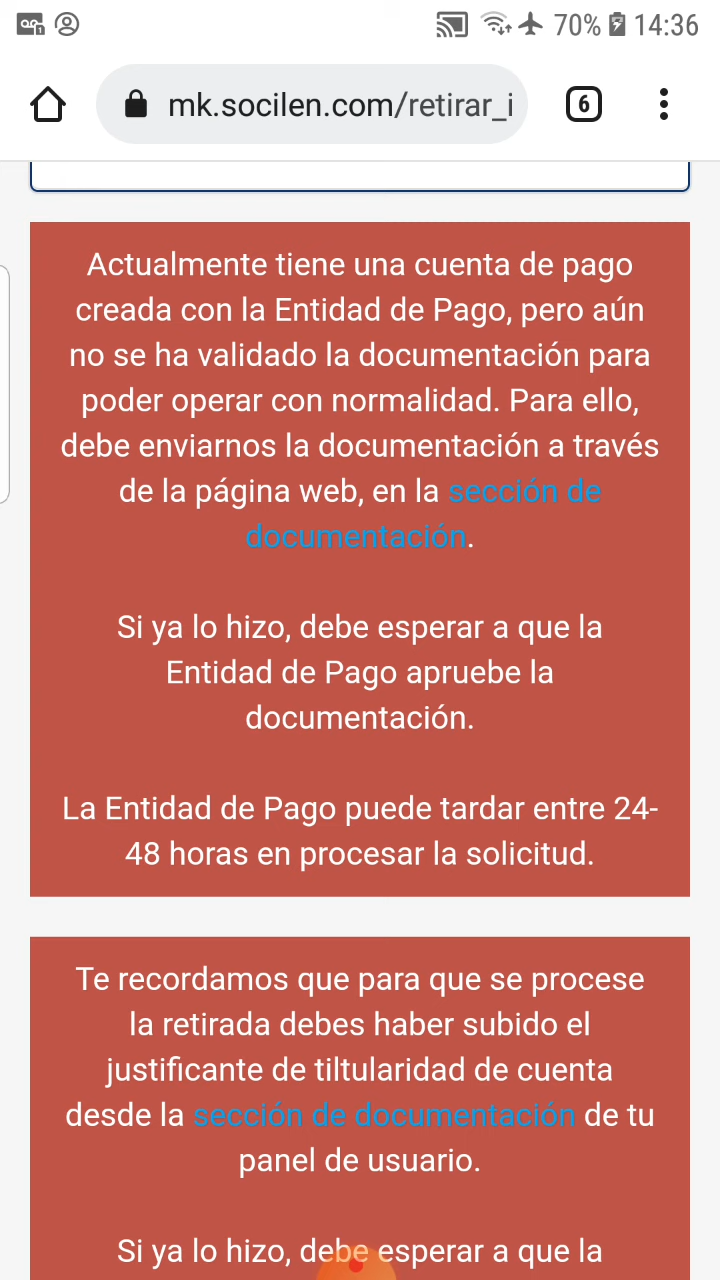 70% 14:36
mk.socilen.com/retirar_i
6
Actualmente tiene una cuenta de pago
creada con la Entidad de Pago, pero aún
no se ha validado la documentación para
poder operar con normalidad. Para ello,
debe enviarnos la documentación a través
de la página web, en la sección de
documentación.
Si ya lo hizo, debe esperar a que la
Entidad de Pago apruebe la
documentación.
La Entidad de Pago puede tardar entre 24-
48 horas en procesar la solicitud.
Te recordamos que para que se procese
la retirada debes haber subido el
justificante de tiltularidad de cuenta
desde la sección de documentación de tu
panel de usuario.
Si ya lo hizo, debe esperar a que la